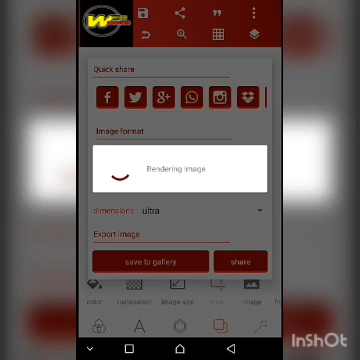 Quick share
Image format
Rendering image
dimensions : ultra
Export image
save to gallery
share
color
transparent
image size
crop
image
InShOt